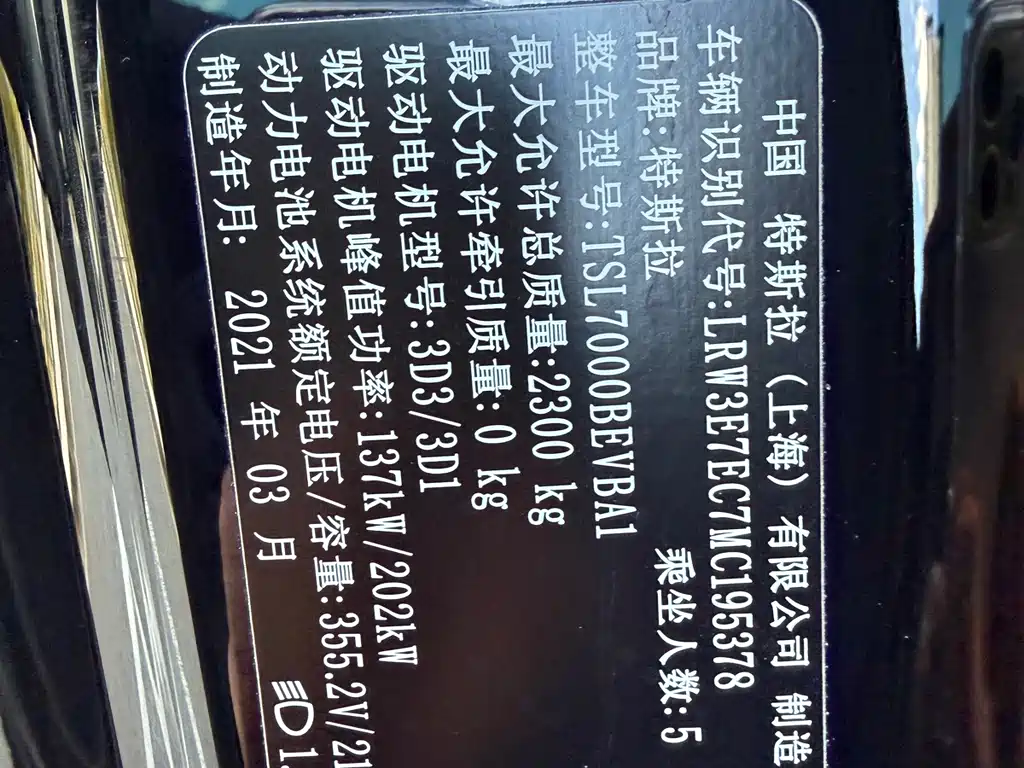 中国 特斯拉（上海）有限公司 制造
车辆识别代号:LRW3E7EC7MC195378
品牌:特斯拉 乘坐人数:5
整车型号:TSL7000BEVBA1
最大允许总质量:2300 kg
最大允许牵引质量:0 kg
驱动电机型号:3D3/3D1
驱动电机峰值功率:137kW/202kW
动力电池系统额定电压/容量:355.2V/21
制造年月: 2021 年 03 月
1.